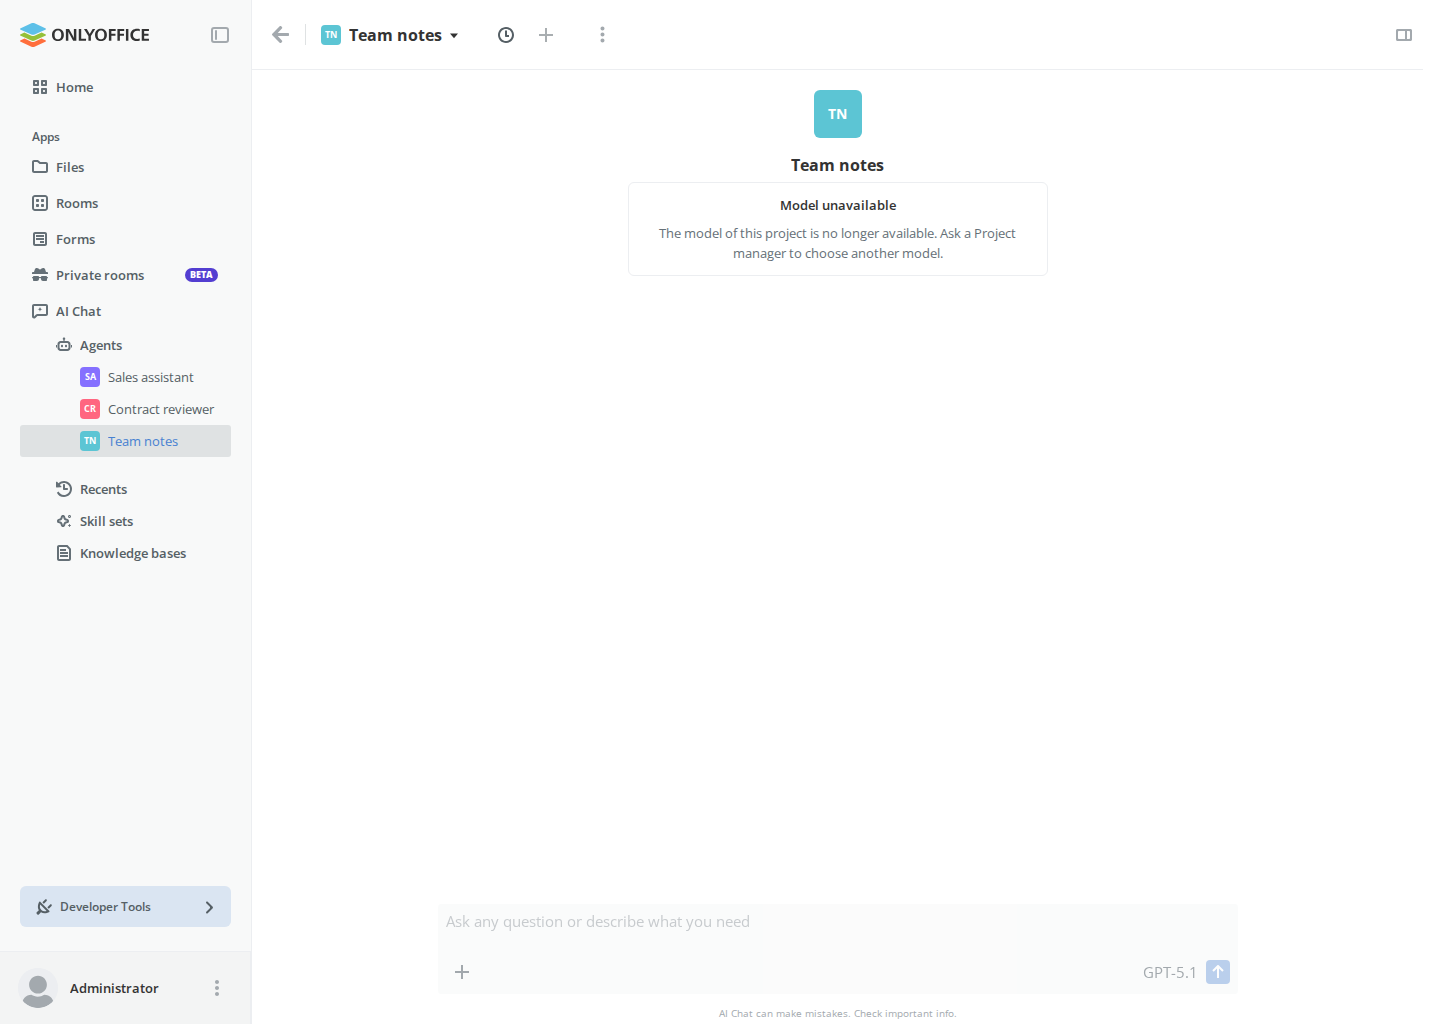 ONLYOFFICE
Home
Apps
Files
Rooms
Forms
Private rooms
BETA
AI Chat
Agents
SA Sales assistant
CR Contract reviewer
TN Team notes
Recents
Skill sets
Knowledge bases
Developer Tools
Administrator
TN Team notes
TN
Team notes
Model unavailable
The model of this project is no longer available. Ask a Project
manager to choose another model.
Ask any question or describe what you need
GPT-5.1
AI Chat can make mistakes. Check important info.